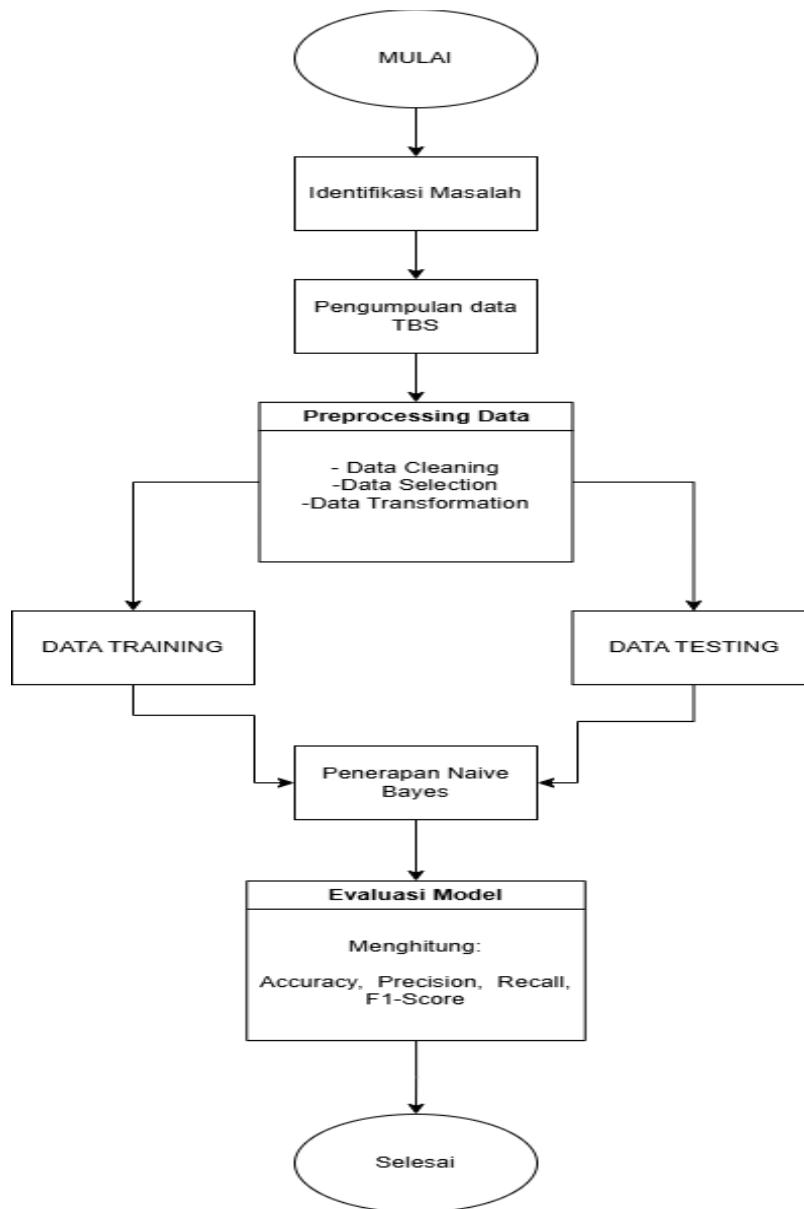 MULAI
Identifikasi Masalah
Pengumpulan data
TBS
Preprocessing Data
- Data Cleaning
-Data Selection
-Data Transformation
DATA TRAINING
DATA TESTING
Penerapan Naive
Bayes
Evaluasi Model
Menghitung:
Accuracy, Precision, Recall,
F1-Score
Selesai